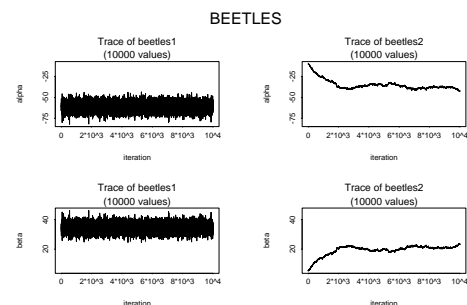 BEETLES
Trace of beetles1
(10000 values)
alpha
-25
-50
-75
0 2*10^3 4*10^3 6*10^3 8*10^3 10^4
iteration
Trace of beetles2
(10000 values)
alpha
-25
-50
-75
0 2*10^3 4*10^3 6*10^3 8*10^3 10^4
iteration
Trace of beetles1
(10000 values)
beta
40
20
0 2*10^3 4*10^3 6*10^3 8*10^3 10^4
iteration
Trace of beetles2
(10000 values)
beta
40
20
0 2*10^3 4*10^3 6*10^3 8*10^3 10^4
iteration